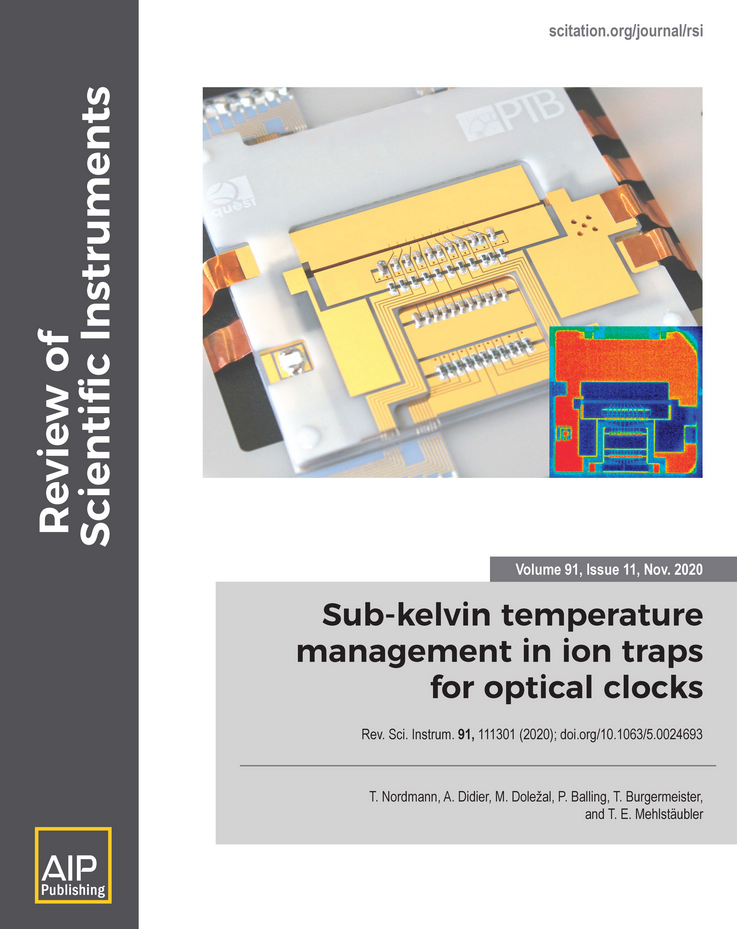 scitation.org/journal/rsi
Review of
Scientific Instruments
PTB
quest
Volume 91, Issue 11, Nov. 2020
Sub-kelvin temperature
management in ion traps
for optical clocks
Rev. Sci. Instrum. 91, 111301 (2020); doi.org/10.1063/5.0024693
T. Nordmann, A. Didier, M. Doležal, P. Balling, T. Burgermeister,
and T. E. Mehlstäubler
AIP
Publishing